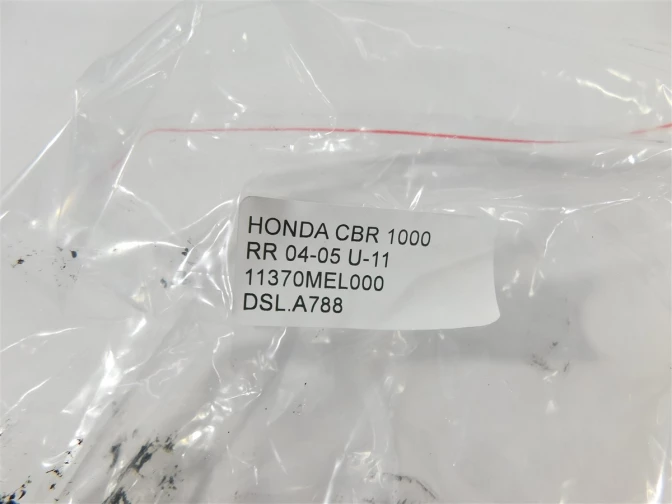 HONDA CBR 1000
RR 04-05 U-11
11370MEL000
DSL.A788